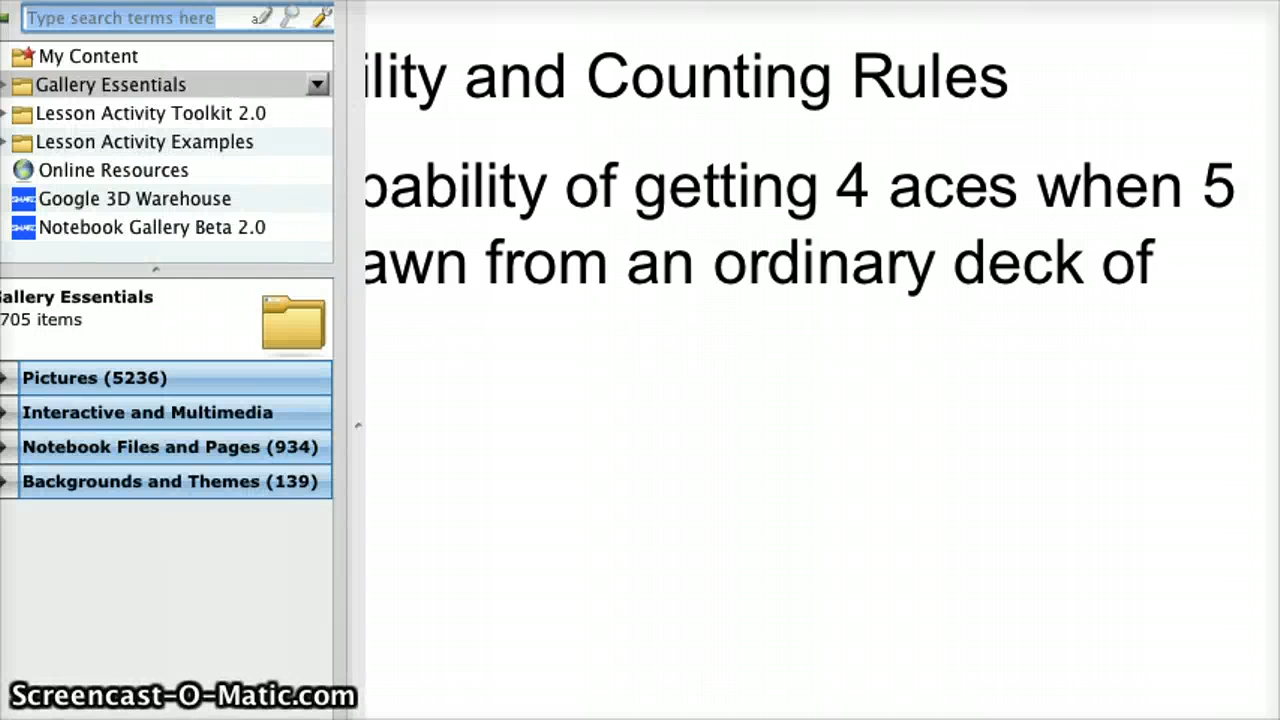 Type search terms here
My Content
Gallery Essentials
Lesson Activity Toolkit 2.0
Lesson Activity Examples
Online Resources
Google 3D Warehouse
Notebook Gallery Beta 2.0
allery Essentials
705 items
Pictures (5236)
Interactive and Multimedia
Notebook Files and Pages (934)
Backgrounds and Themes (139)
ility and Counting Rules
bability of getting 4 aces when 5
awn from an ordinary deck of
Screencast-O-Matic.com